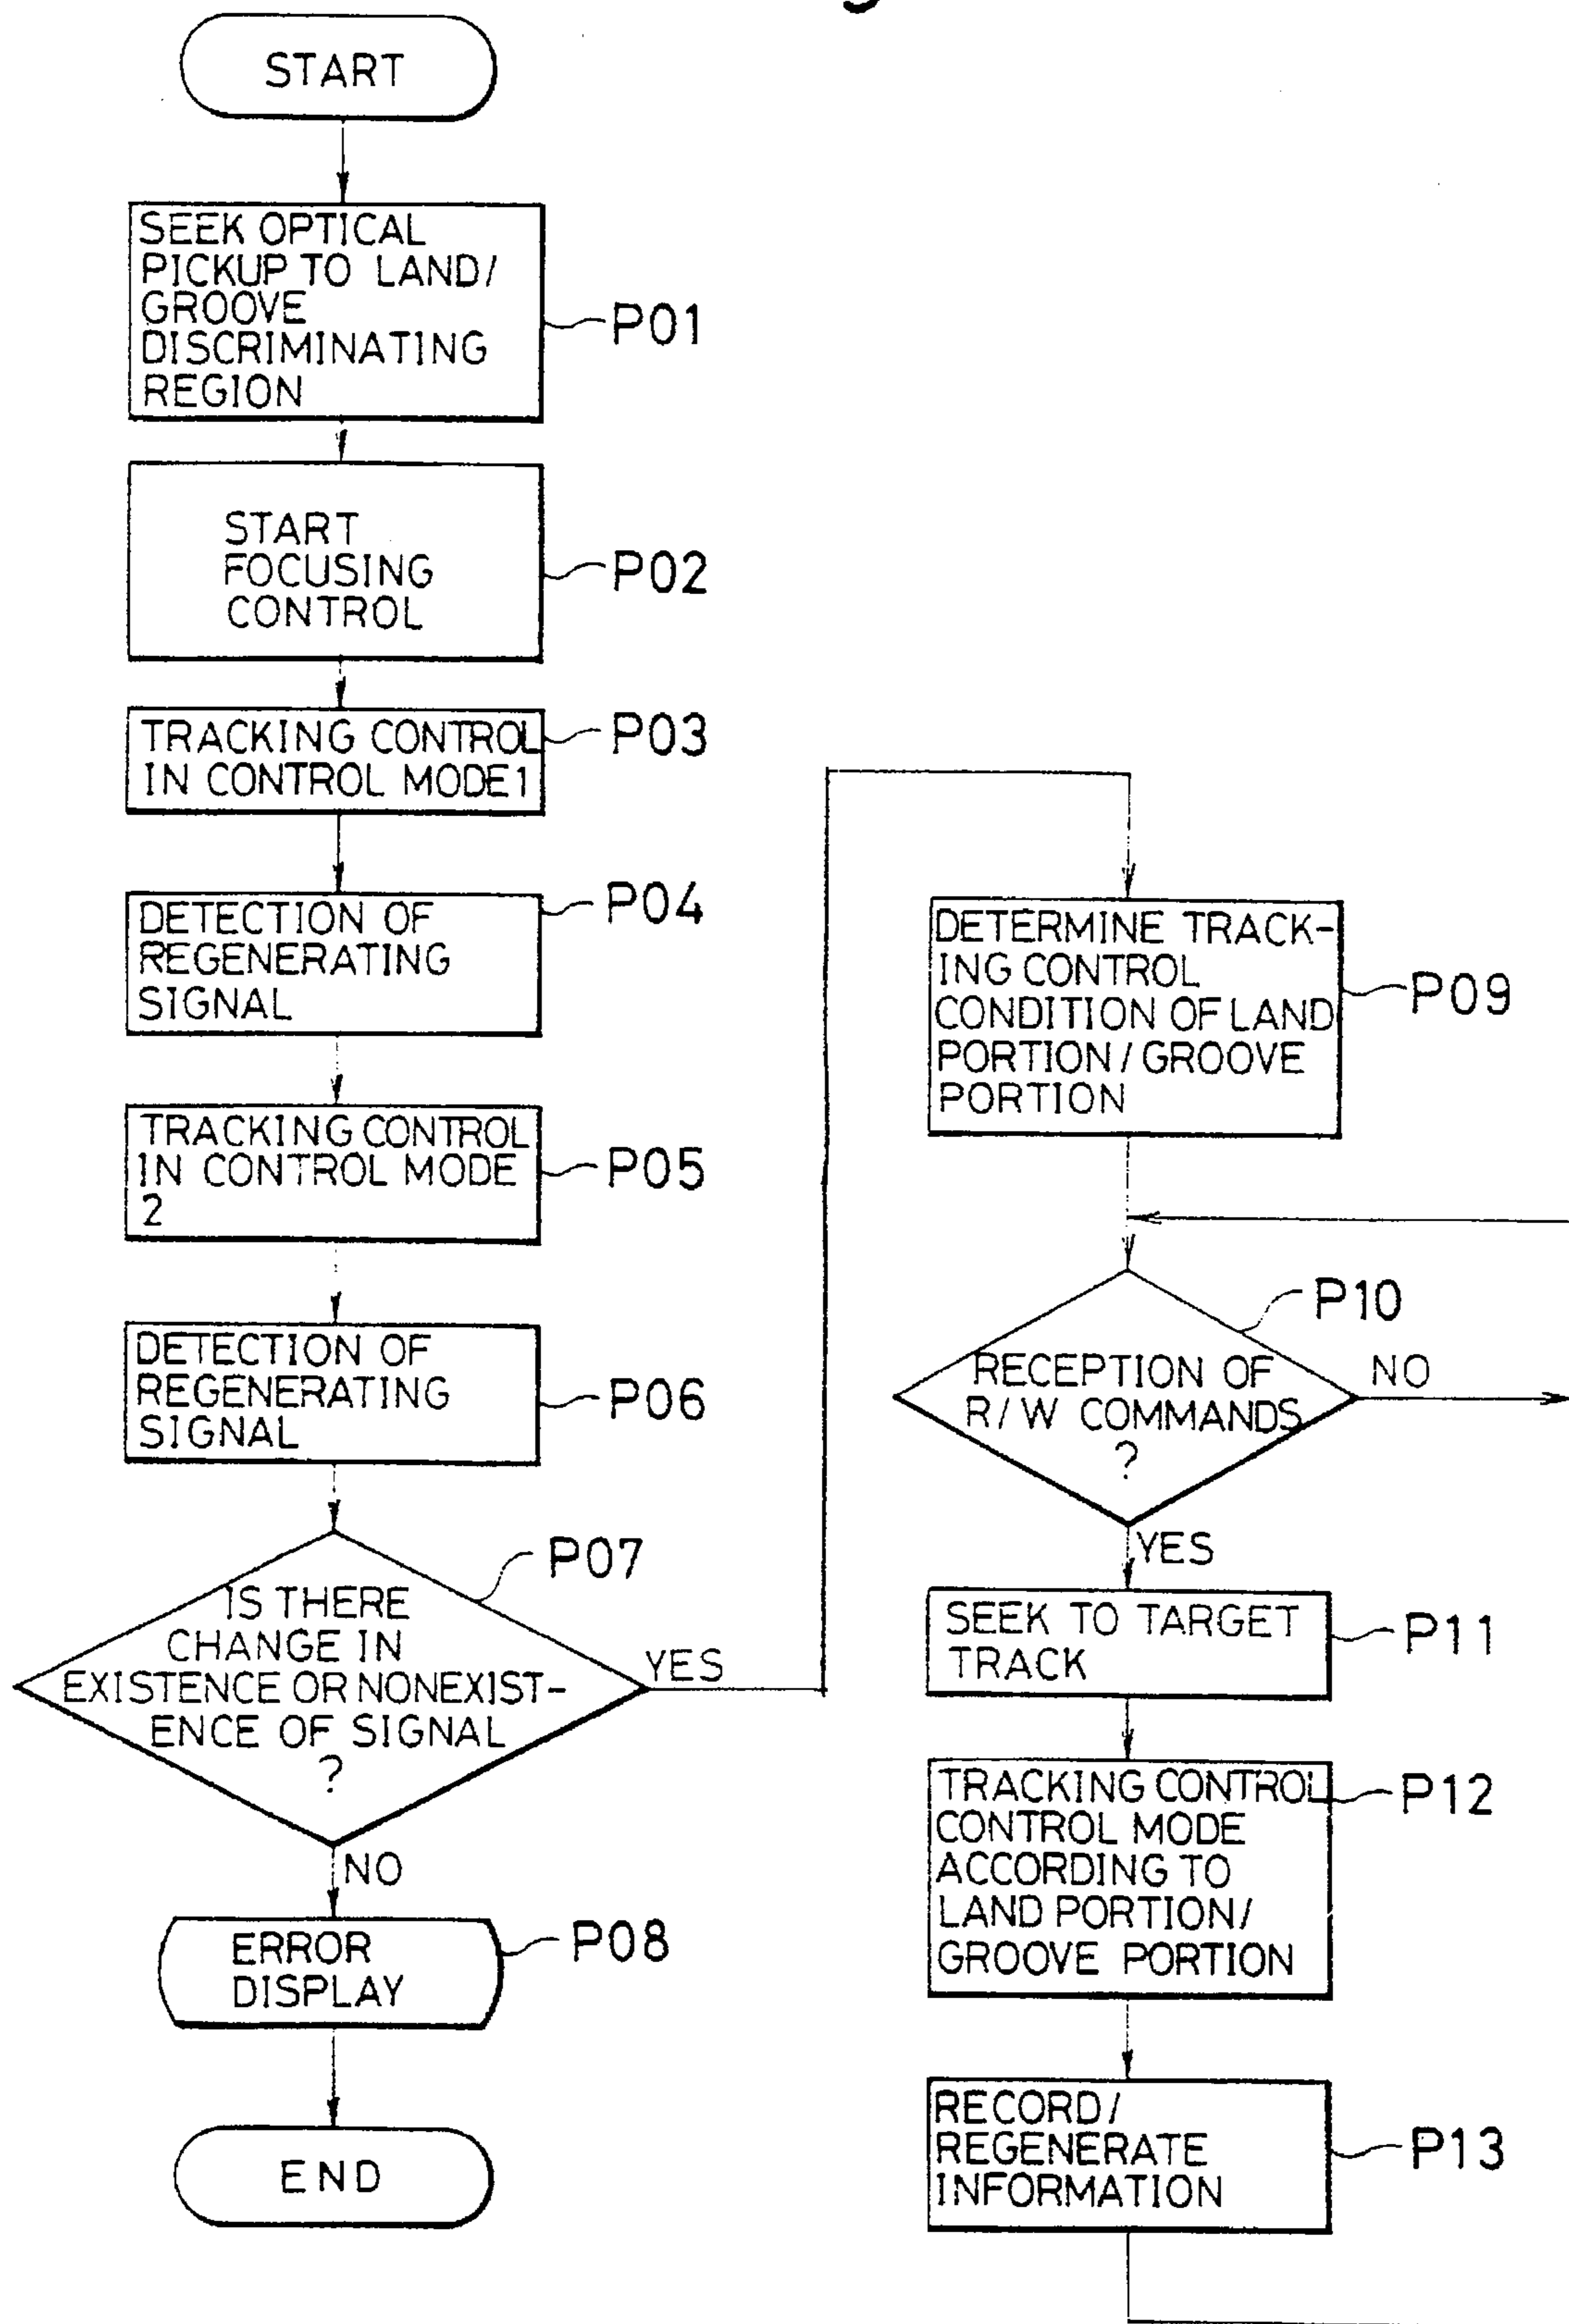 START
SEEK OPTICAL
PICKUP TO LAND/
GROOVE
DISCRIMINATING
REGION
P01
START
FOCUSING
CONTROL
P02
TRACKING CONTROL
IN CONTROL MODE1
P03
DETECTION OF
REGENERATING
SIGNAL
P04
TRACKING CONTROL
IN CONTROL MODE
2
P05
DETECTION OF
REGENERATING
SIGNAL
P06
IS THERE
CHANGE IN
EXISTENCE OR NONEXIST-
ENCE OF SIGNAL
?
P07
YES
NO
ERROR
DISPLAY
P08
END
DETERMINE TRACK-
ING CONTROL
CONDITION OF LAND
PORTION/GROOVE
PORTION
P09
RECEPTION OF
R/W COMMANDS
?
P10
NO
YES
SEEK TO TARGET
TRACK
P11
TRACKING CONTROL
CONTROL MODE
ACCORDING TO
LAND PORTION/
GROOVE PORTION
P12
RECORD/
REGENERATE
INFORMATION
P13